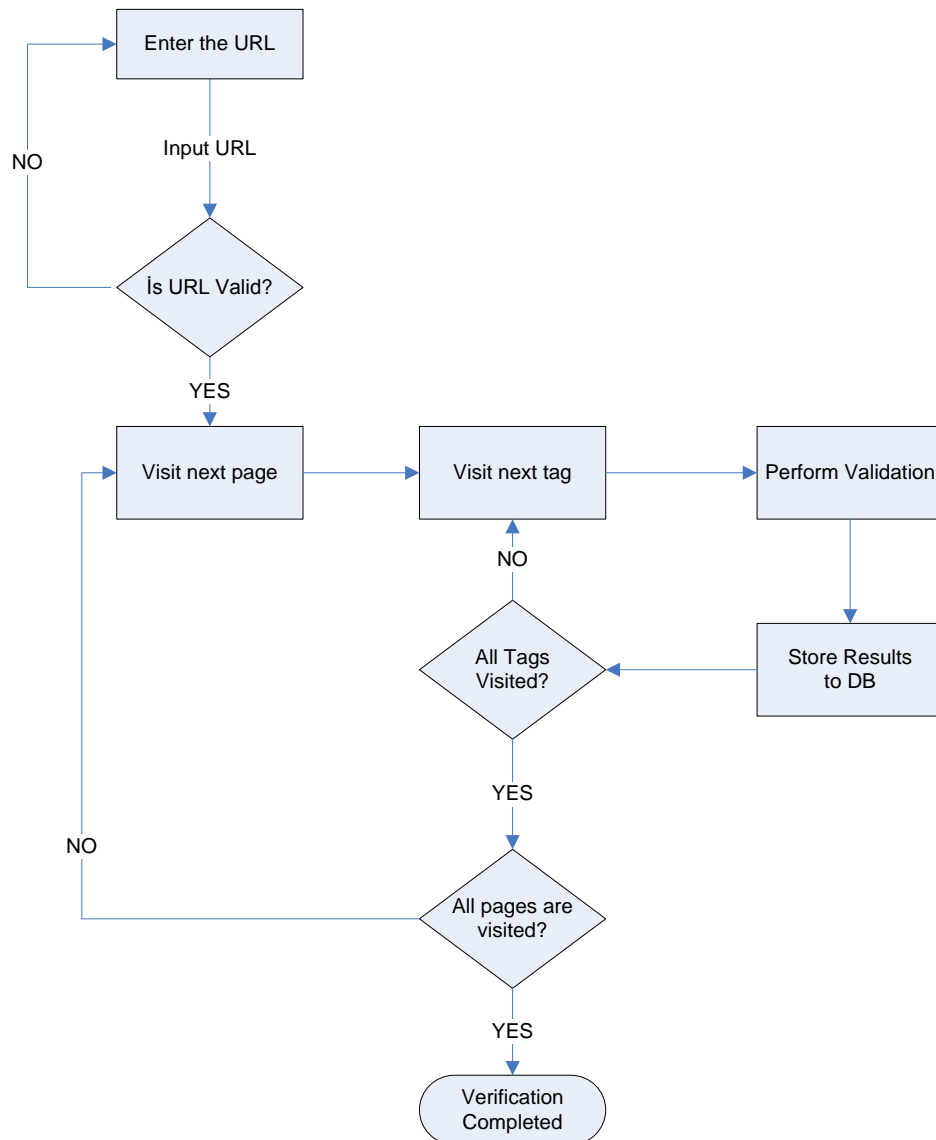 Enter the URL
Input URL
NO
İs URL Valid?
YES
Visit next page
Visit next tag
Perform Validation
NO
All Tags
Visited?
Store Results
to DB
YES
NO
All pages are
visited?
YES
Verification
Completed